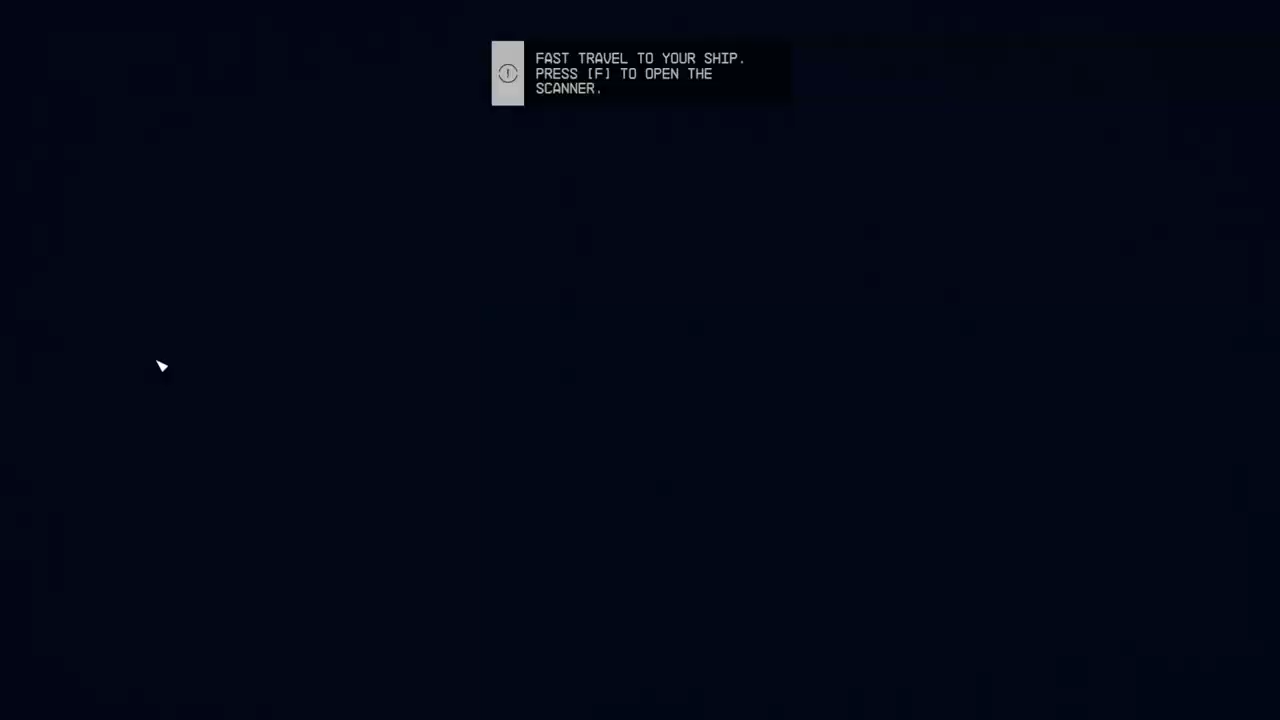 FAST TRAVEL TO YOUR SHIP.
PRESS [F] TO OPEN THE
SCANNER.